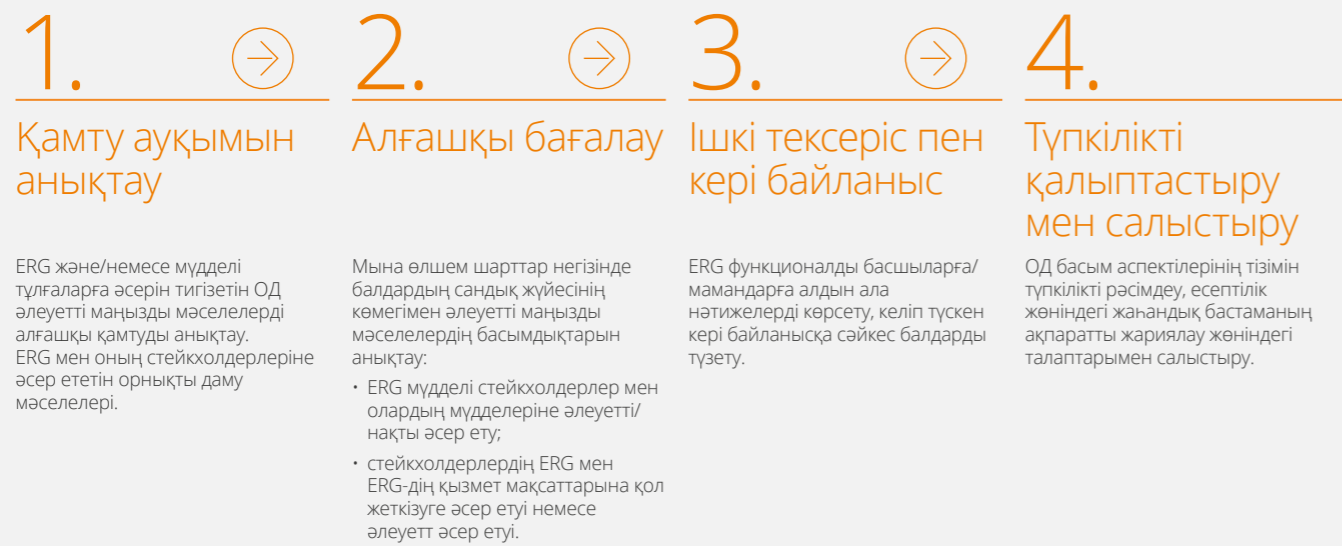 1.
Қамту ауқымын
анықтау
ERG және/немесе мүдделі
тұлғаларға әсерін тигізетін ОД
әлеуетті маңызды мәселелерді
алғашқы қамтуды анықтау.
ERG мен оның стейкхолдерлеріне
әсер ететін орнықты даму
мәселелері.
2.
Алғашқы бағалау
Мына өлшем шарттар негізінде
балдардың сандық жүйесінің
көмегімен әлеуетті маңызды
мәселелердің басымдықтарын
анықтау:
• ERG мүдделі стейкхолдерлер мен
олардың мүдделеріне әлеуетті/
нақты әсер ету;
• стейкхолдерлердің ERG мен
ERG-дің қызмет мақсаттарына қол
жеткізуге әсер етуі немесе
әлеуетт әсер етуі.
3.
Ішкі тексеріс пен
кері байланыс
ERG функционалды басшыларға/
мамандарға алдын ала
нәтижелерді көрсету, келіп түскен
кері байланысқа сәйкес балдарды
түзету.
4.
Түпкілікті
қалыптастыру
мен салыстыру
ОД басым аспектілерінің тізімін
түпкілікті рәсімдеу, есептілік
жөніндегі жаһандық бастаманың
ақпаратты жариялау жөніндегі
талаптарымен салыстыру.